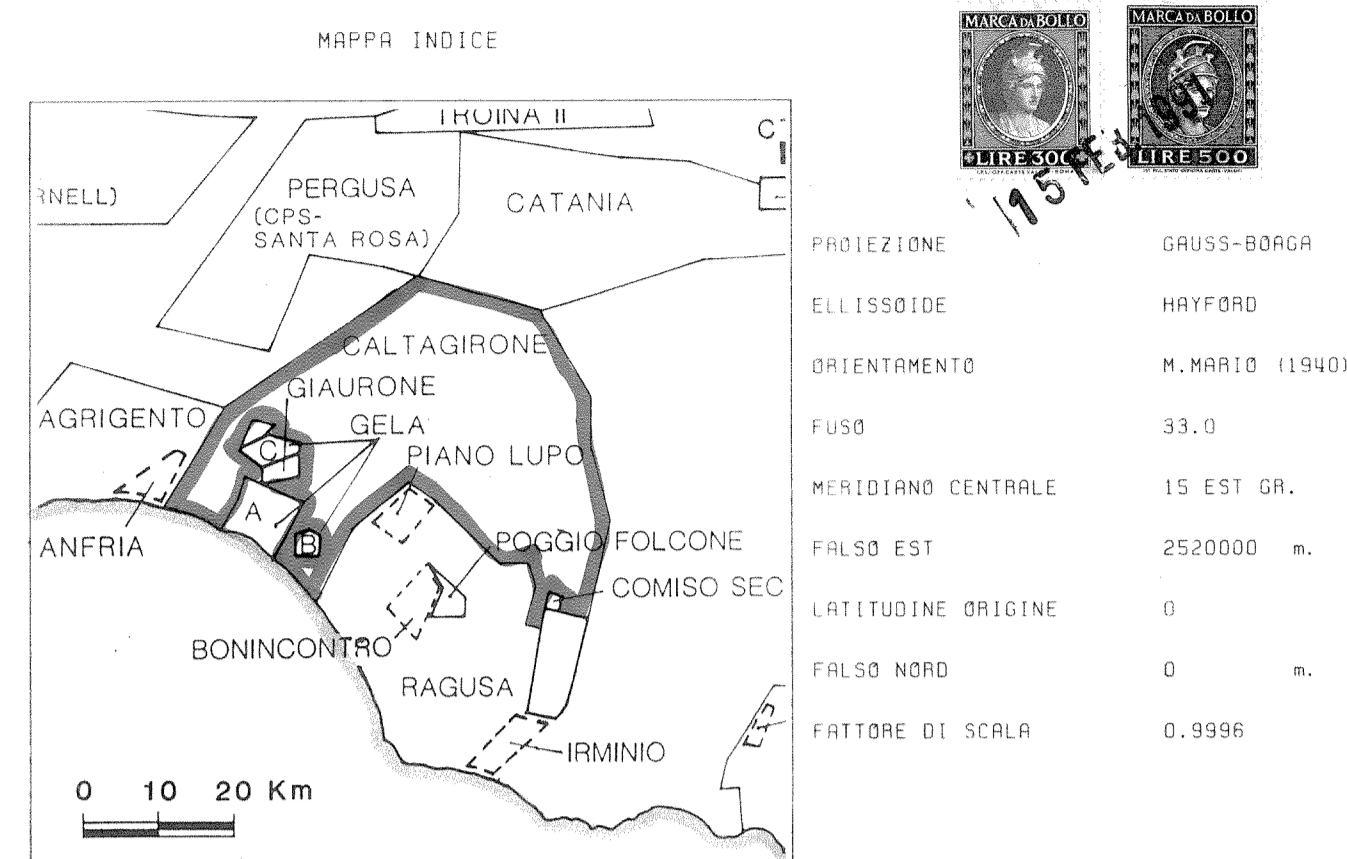 MAPPA INDICE
MARCA DA BOLLO
LIRE 300
MARCA DA BOLLO
LIRE 500
15 FEB. 1991
TROINA II
RNELL)
PERGUSA
(CPS-
SANTA ROSA)
CATANIA
CALTAGIRONE
GIAURONE
AGRIGENTO
GELA
C
PIANO LUPO
A
B
ANFRIA
POGGIO FOLCONE
COMISO SEC
BONINCONTRO
RAGUSA
IRMINIO
0 10 20 Km
PROIEZIONE GAUSS-BOAGA
ELLISSOIDE HAYFORD
ORIENTAMENTO M.MARIO (1940)
FUSO 33.0
MERIDIANO CENTRALE 15 EST GR.
FALSO EST 2520000 m.
LATITUDINE ORIGINE 0
FALSO NORD 0 m.
FATTORE DI SCALA 0.9996